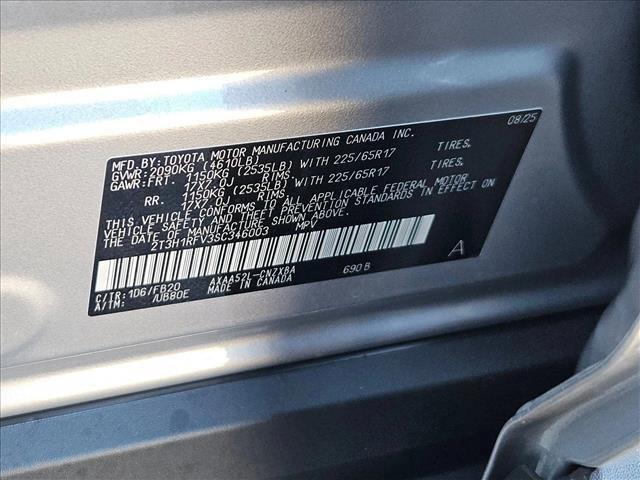 MFD.BY:TOYOTA MOTOR MANUFACTURING CANADA INC. 08/25
GVWR: 2090KG (4610LB)
GAWR:FRT. 1150KG (2535LB) WITH 225/65R17 TIRES,
17X7.0J RIMS,
RR. 1150KG (2535LB) WITH 225/65R17 TIRES,
17X7.0J RIMS,
THIS VEHICLE CONFORMS TO ALL APPLICABLE FEDERAL MOTOR
VEHICLE SAFETY AND THEFT PREVENTION STANDARDS IN EFFECT ON
THE DATE OF MANUFACTURE SHOWN ABOVE.
2T3H1RFV3SC346003 MPV
A
C/TR: 1D6/FB20 AXAA52L-CNZXBA 690B
A/TM: /UB80E MADE IN CANADA